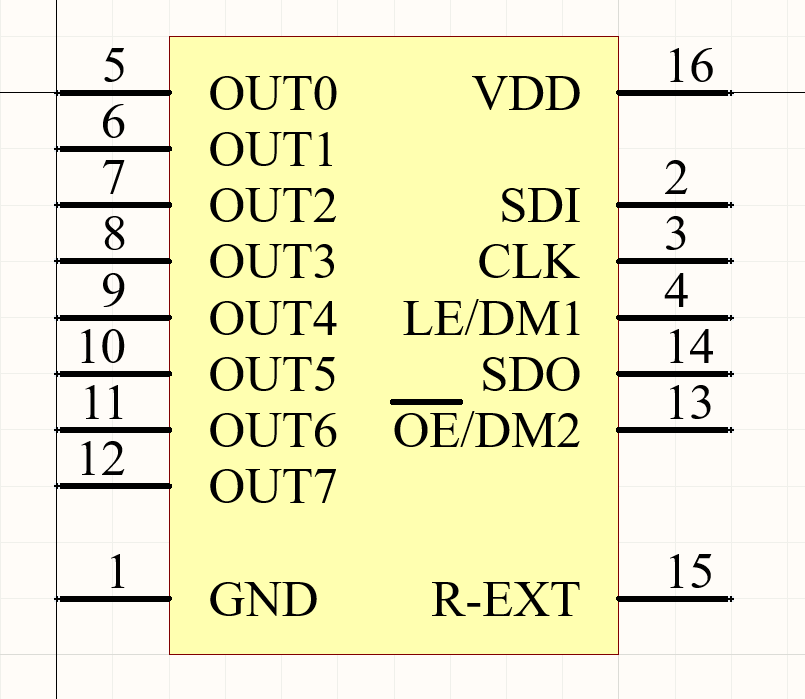 5 OUT0 VDD 16
6 OUT1
7 OUT2 SDI 2
8 OUT3 CLK 3
9 OUT4 LE/DM1 4
10 OUT5 SDO 14
11 OUT6 O̅E̅/DM2 13
12 OUT7
1 GND R-EXT 15